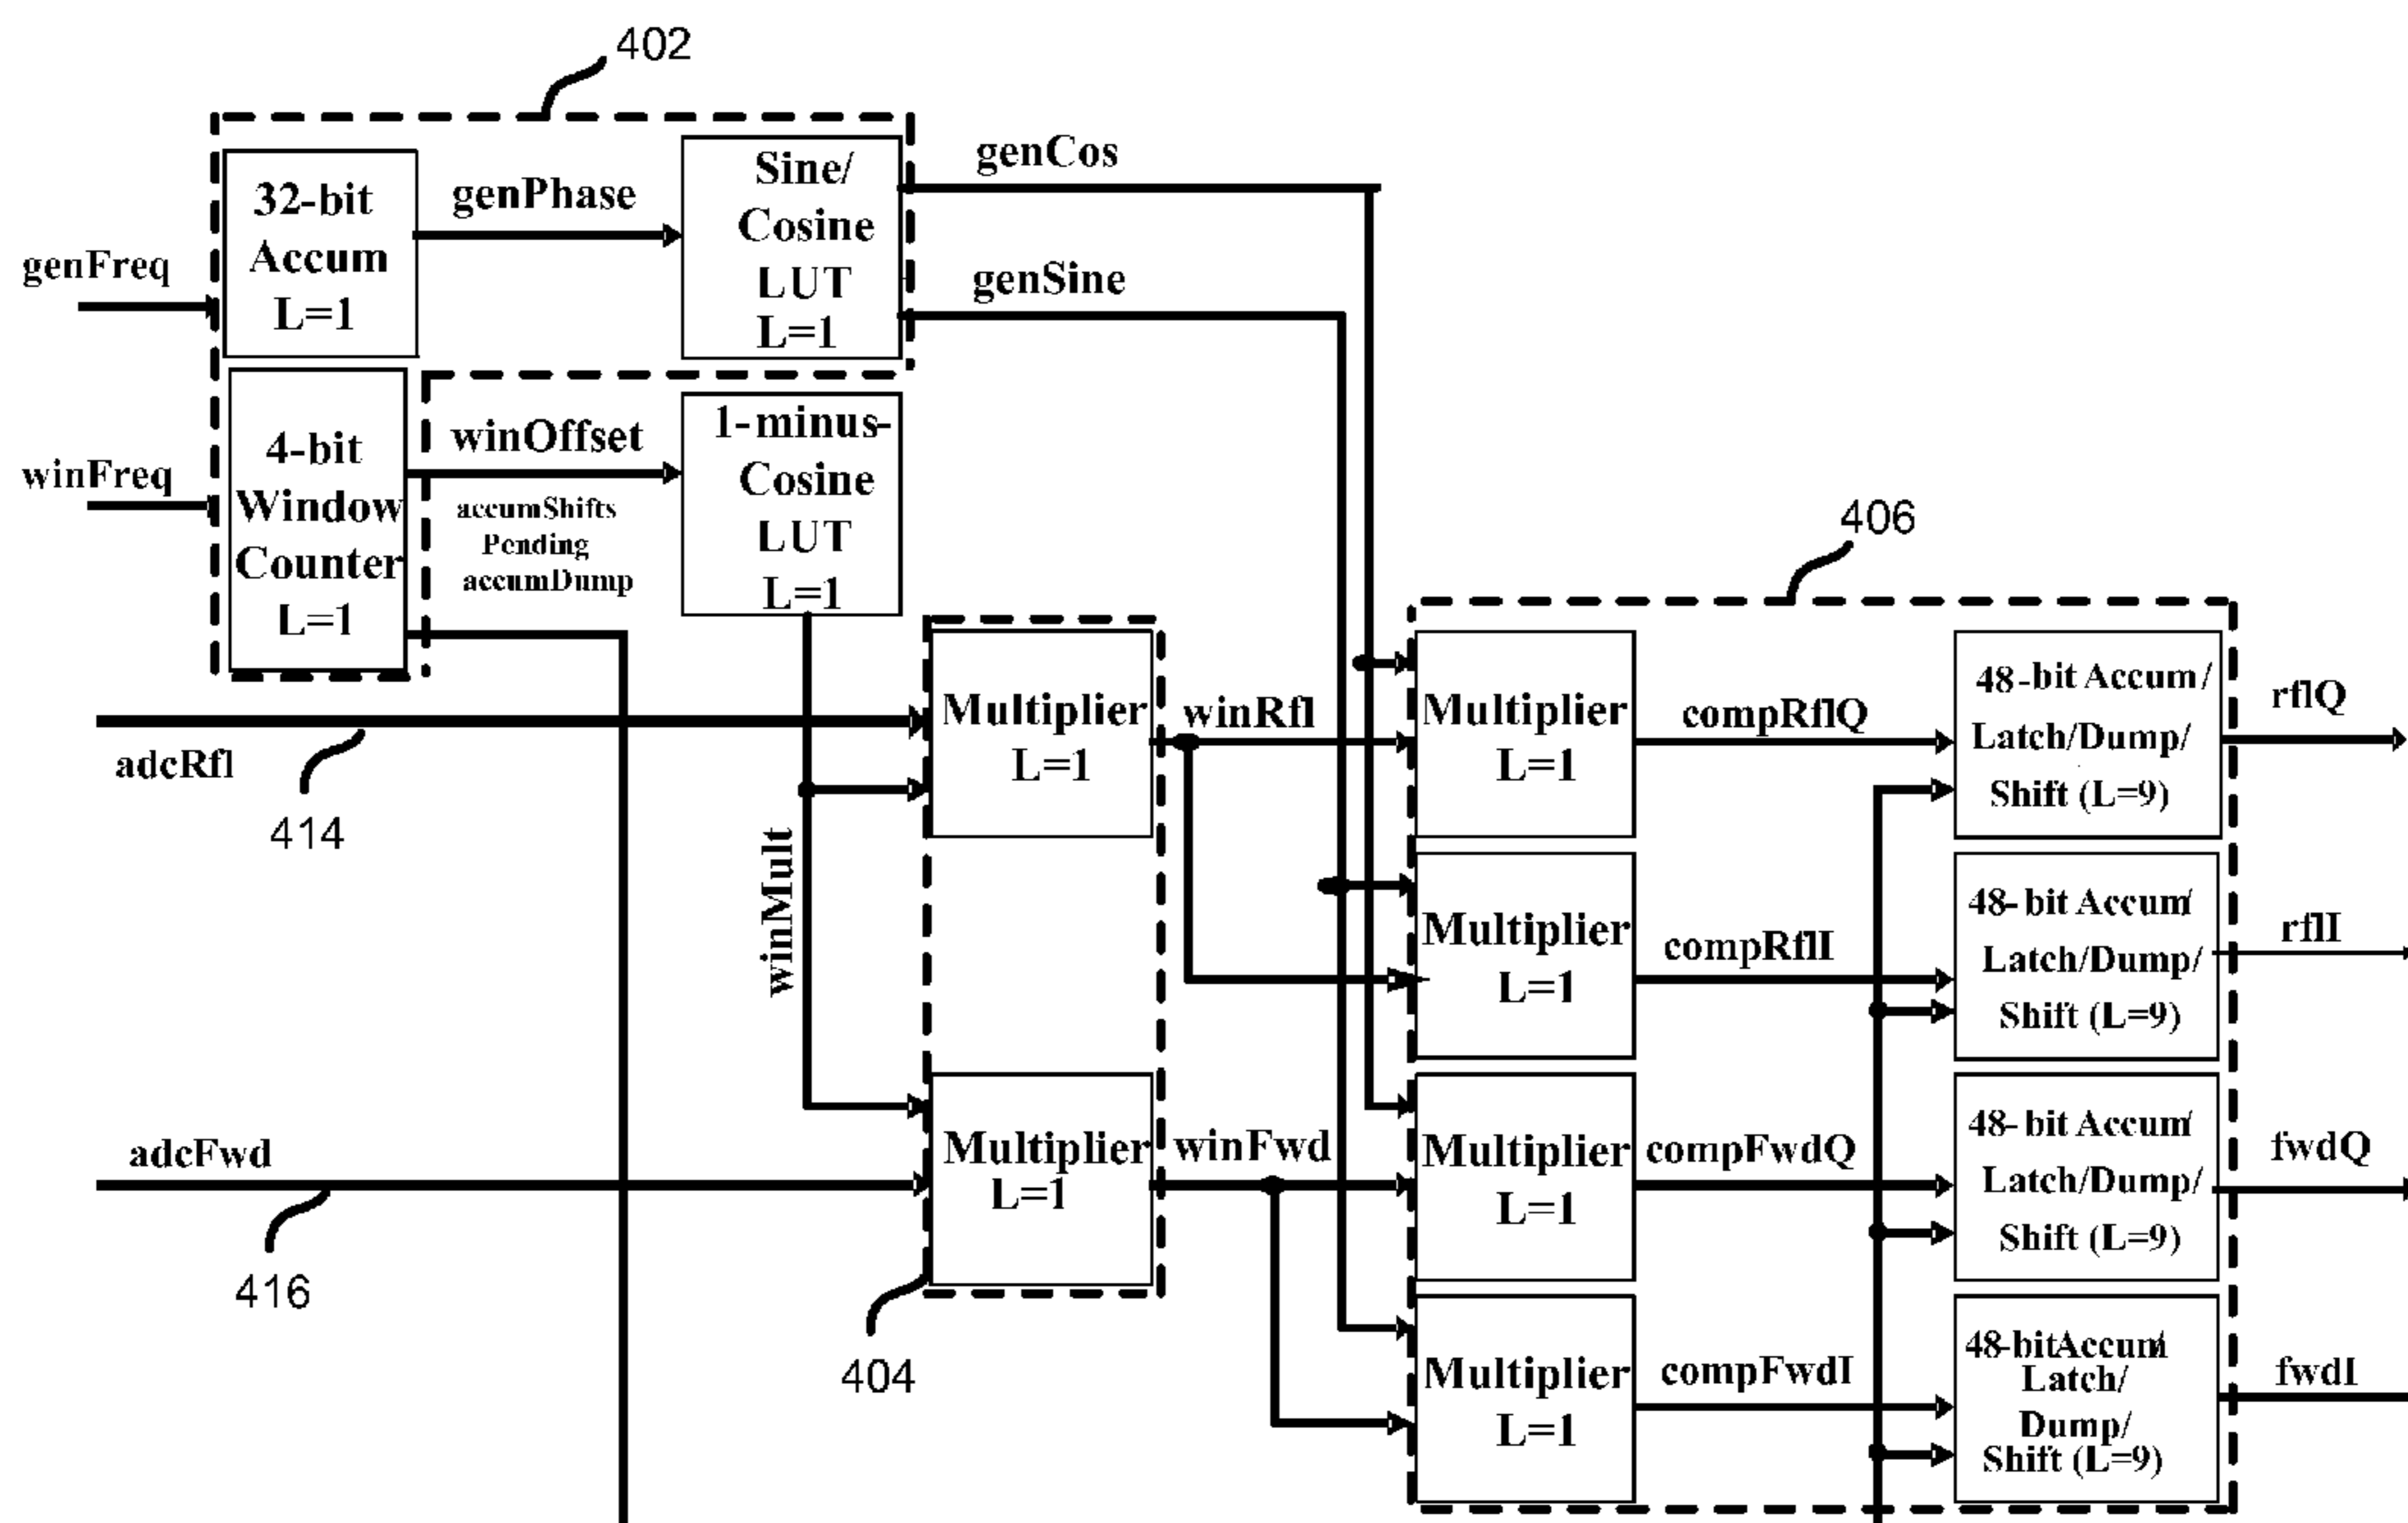 402
32-bit
Accum
L=1
genPhase
Sine/
Cosine
LUT
L=1
genCos
genSine
genFreq
winFreq
4-bit
Window
Counter
L=1
winOffset
accumShifts
Pending
accumDump
1-minus-
Cosine
LUT
L=1
406
adcRfl
414
winMult
Multiplier
L=1
winRfl
Multiplier
L=1
compRflQ
48-bit Accum/
Latch/Dump/
Shift (L=9)
rflQ
Multiplier
L=1
compRflI
48-bit Accum/
Latch/Dump/
Shift (L=9)
rflI
adcFwd
416
Multiplier
L=1
404
winFwd
Multiplier
L=1
compFwdQ
48-bit Accum/
Latch/Dump/
Shift (L=9)
fwdQ
Multiplier
L=1
compFwdI
48-bitAccum/
Latch/
Dump/
Shift (L=9)
fwdI